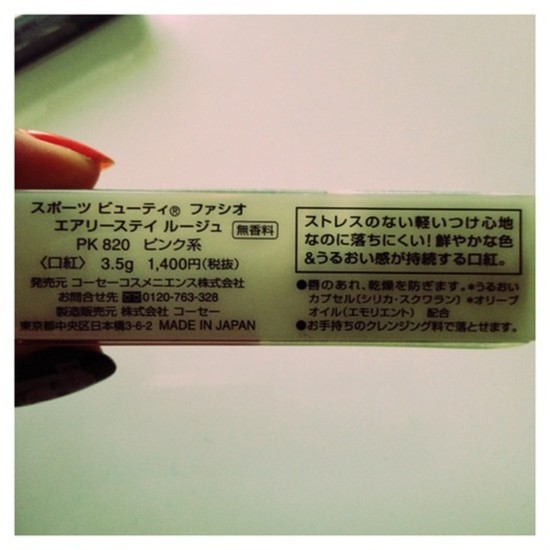 スポーツ ビューティ® ファシオ
エアリーステイ ルージュ 無香料
PK 820 ピンク系
〈口紅〉 3.5g 1,400円(税抜)
発売元 コーセーコスメニエンス株式会社
お問合せ先 0120-763-328
製造販売元 株式会社 コーセー
東京都中央区日本橋3-6-2 MADE IN JAPAN
ストレスのない軽いつけ心地
なのに落ちにくい！鮮やかな色
&うるおい感が持続する口紅。
●唇のあれ、乾燥を防ぎます。*うるおい
カプセル(シリカ・スクワラン) *オリーブ
オイル(エモリエント) 配合
●お手持ちのクレンジング料で落とせます。